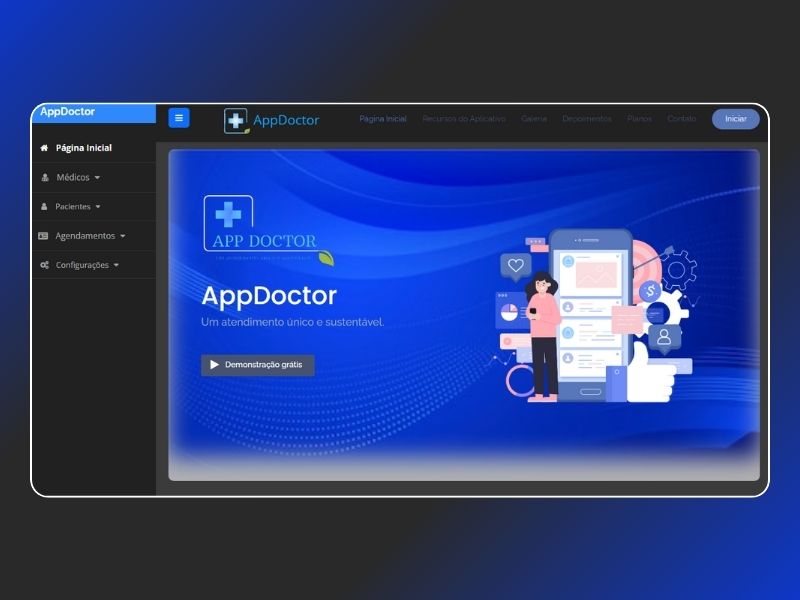 AppDoctor
AppDoctor
Página Inicial
Recursos do Aplicativo
Galeria
Depoimentos
Planos
Contato
Iniciar
Página Inicial
Médicos
Pacientes
Agendamentos
Configurações
APP DOCTOR
AppDoctor
Um atendimento único e sustentável.
Demonstração grátis